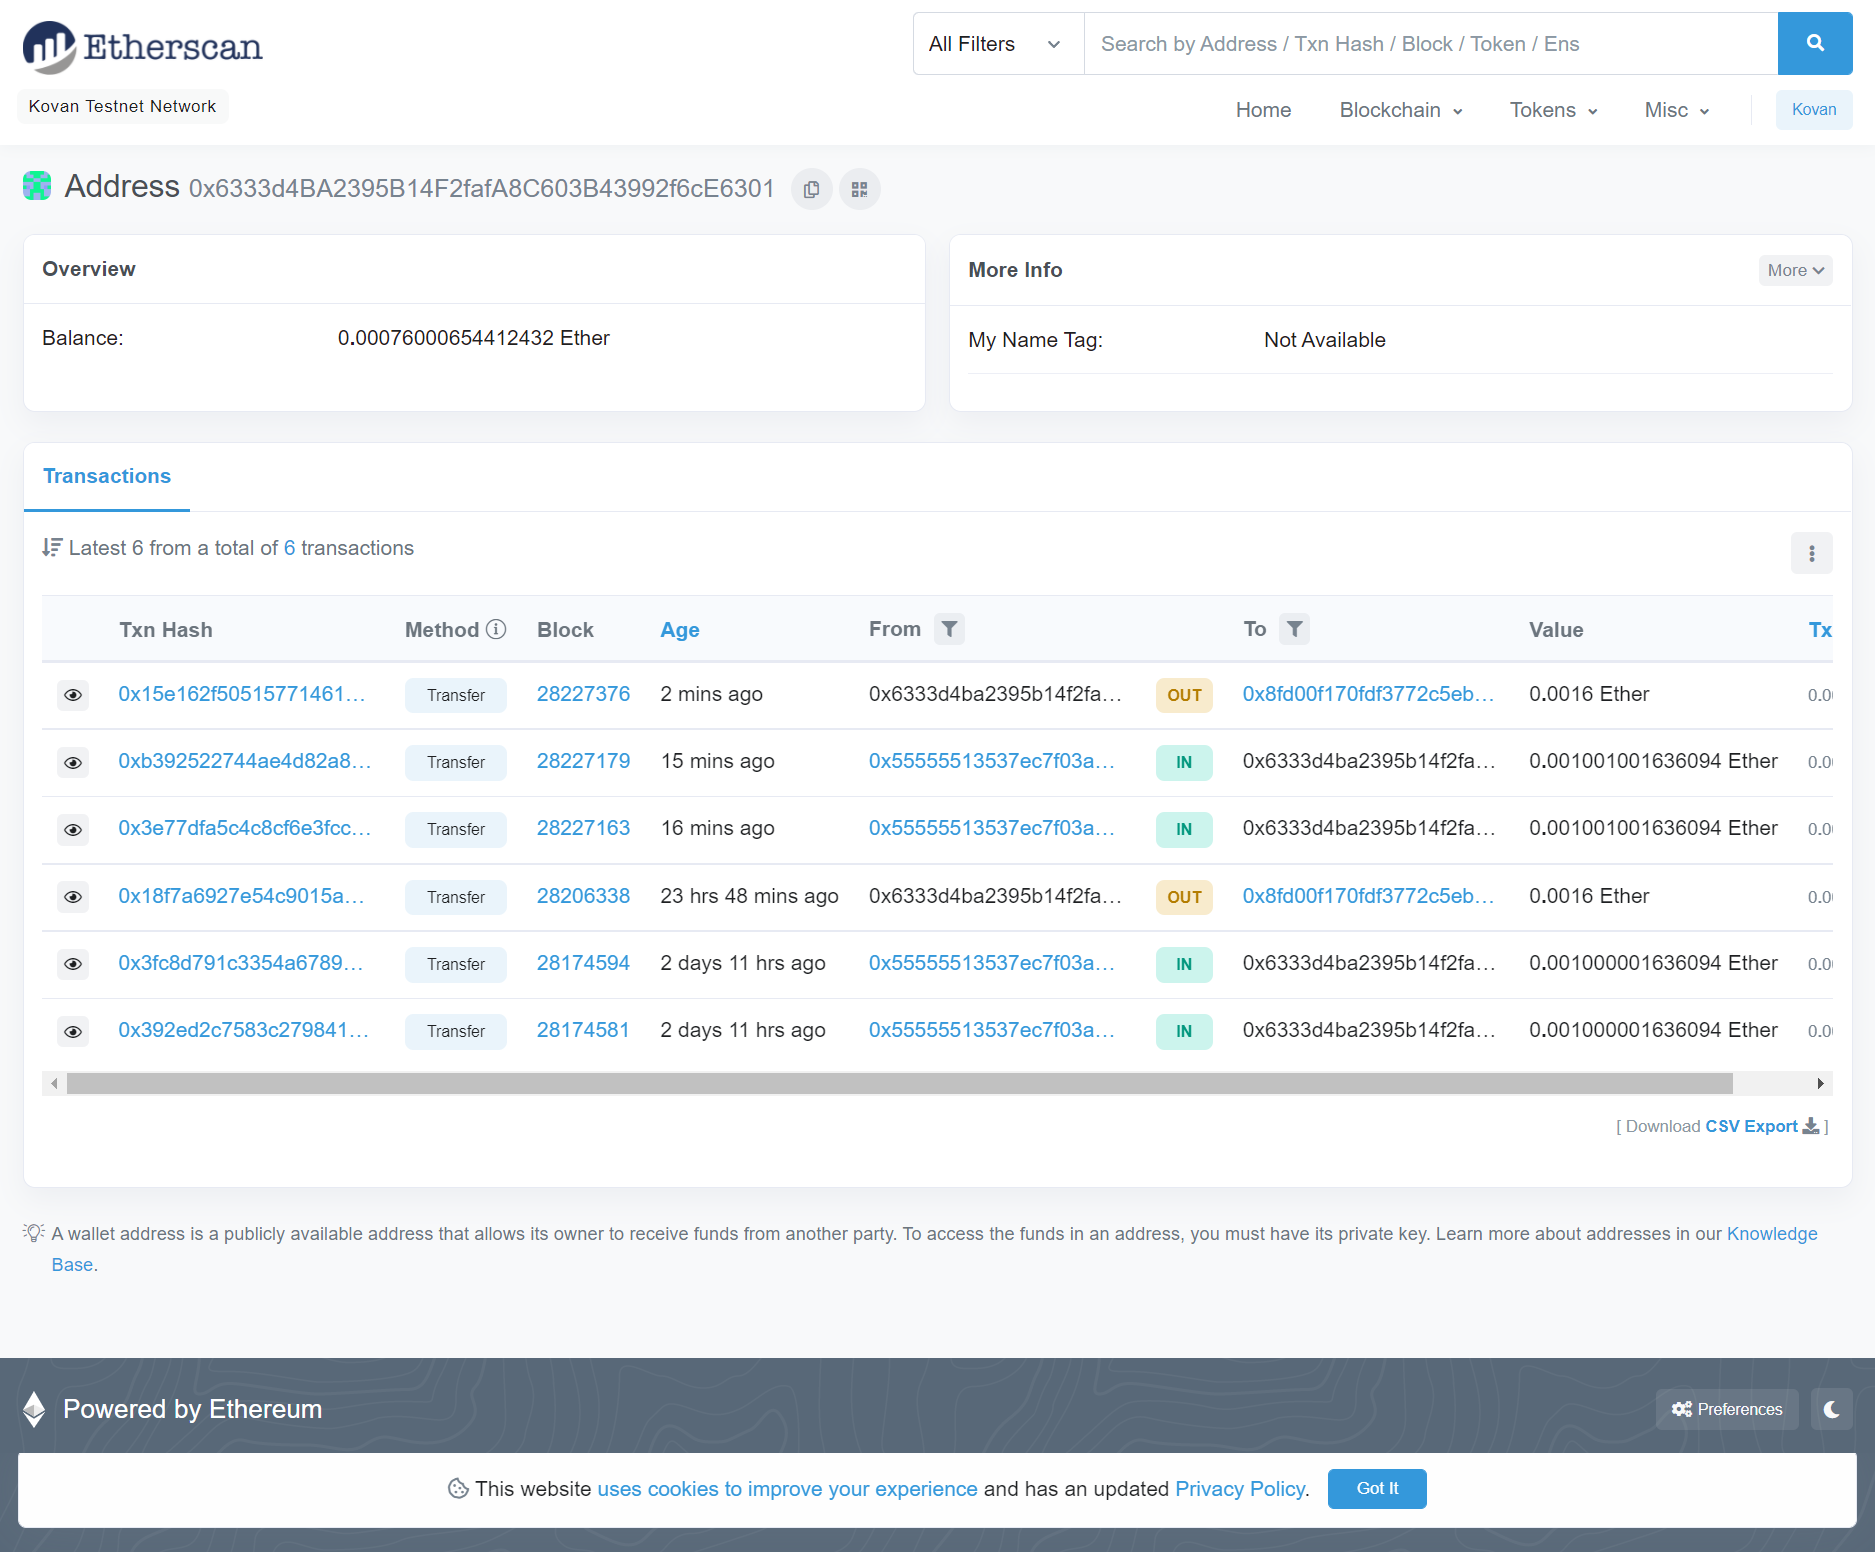 Etherscan
All Filters
Search by Address / Txn Hash / Block / Token / Ens
Kovan Testnet Network
Home Blockchain Tokens Misc Kovan
Address 0x6333d4BA2395B14F2fafA8C603B43992f6cE6301
Overview
Balance: 0.00076000654412432 Ether
More Info More
My Name Tag: Not Available
Transactions
Latest 6 from a total of 6 transactions
Txn Hash Method Block Age From To Value Tx
0x15e162f50515771461... Transfer 28227376 2 mins ago 0x6333d4ba2395b14f2fa... OUT 0x8fd00f170fdf3772c5eb... 0.0016 Ether 0.0
0xb392522744ae4d82a8... Transfer 28227179 15 mins ago 0x55555513537ec7f03a... IN 0x6333d4ba2395b14f2fa... 0.001001001636094 Ether 0.0
0x3e77dfa5c4c8cf6e3fcc... Transfer 28227163 16 mins ago 0x55555513537ec7f03a... IN 0x6333d4ba2395b14f2fa... 0.001001001636094 Ether 0.0
0x18f7a6927e54c9015a... Transfer 28206338 23 hrs 48 mins ago 0x6333d4ba2395b14f2fa... OUT 0x8fd00f170fdf3772c5eb... 0.0016 Ether 0.0
0x3fc8d791c3354a6789... Transfer 28174594 2 days 11 hrs ago 0x55555513537ec7f03a... IN 0x6333d4ba2395b14f2fa... 0.001000001636094 Ether 0.0
0x392ed2c7583c279841... Transfer 28174581 2 days 11 hrs ago 0x55555513537ec7f03a... IN 0x6333d4ba2395b14f2fa... 0.001000001636094 Ether 0.0
[ Download CSV Export ]
A wallet address is a publicly available address that allows its owner to receive funds from another party. To access the funds in an address, you must have its private key. Learn more about addresses in our Knowledge
Base.
Powered by Ethereum
Preferences
This website uses cookies to improve your experience and has an updated Privacy Policy. Got It